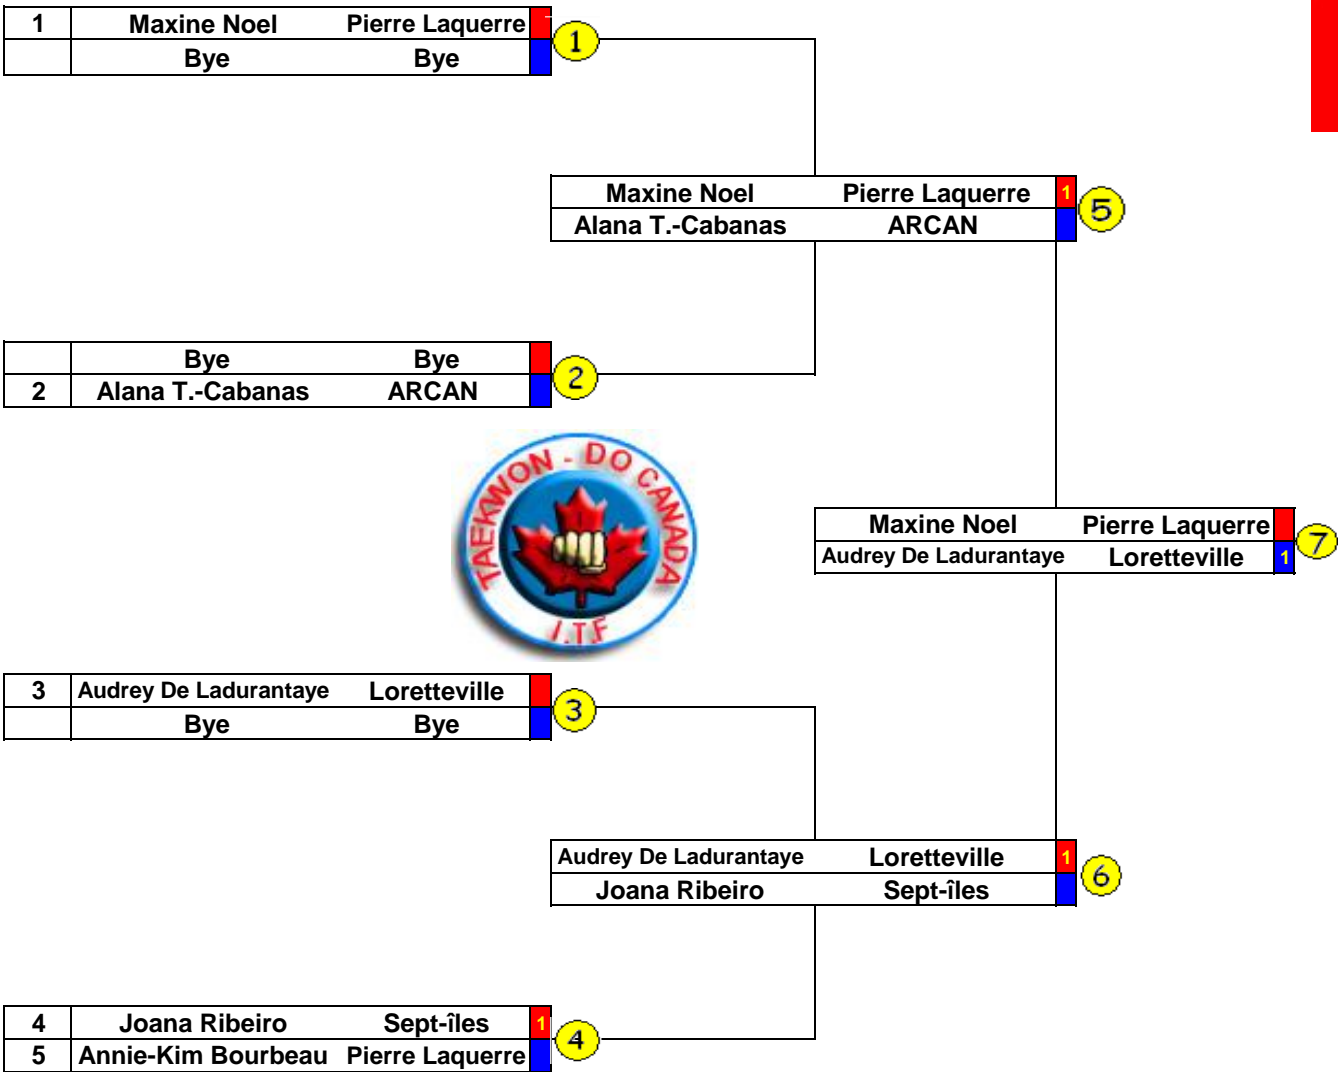 1 Maxine Noel Pierre Laquerre
Bye Bye
1
Maxine Noel Pierre Laquerre 1
Alana T.-Cabanas ARCAN
5
Bye Bye
2 Alana T.-Cabanas ARCAN
2
TAEKWON - DO CANADA
I.T.F
Maxine Noel Pierre Laquerre
Audrey De Ladurantaye Loretteville 1
7
3 Audrey De Ladurantaye Loretteville
Bye Bye
3
Audrey De Ladurantaye Loretteville 1
Joana Ribeiro Sept-îles
6
4 Joana Ribeiro Sept-îles 1
5 Annie-Kim Bourbeau Pierre Laquerre
4